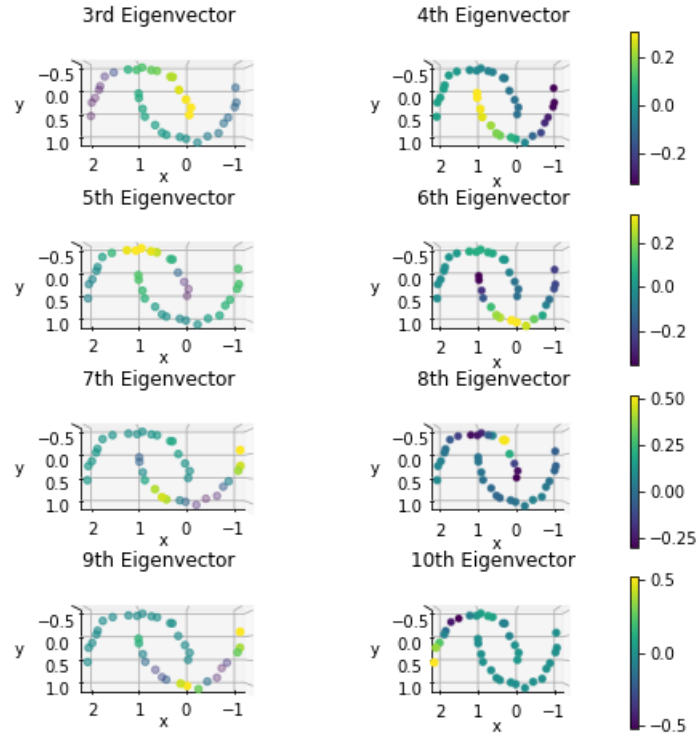 3rd Eigenvector 4th Eigenvector
−0.5 −0.5 0.2
y 0.0 y 0.0 0.0
0.5 0.5
1.0 1.0 −0.2
2 1 0 −1 2 1 0 −1
x x
5th Eigenvector 6th Eigenvector
−0.5 −0.5 0.2
y 0.0 y 0.0 0.0
0.5 0.5
1.0 1.0 −0.2
2 1 0 −1 2 1 0 −1
x x
7th Eigenvector 8th Eigenvector
0.50
−0.5 −0.5 0.25
y 0.0 y 0.0 0.00
0.5 0.5
1.0 1.0 −0.25
2 1 0 −1 2 1 0 −1
x x
9th Eigenvector 10th Eigenvector
0.5
−0.5 −0.5
y 0.0 y 0.0 0.0
0.5 0.5
1.0 1.0 −0.5
2 1 0 −1 2 1 0 −1
x x